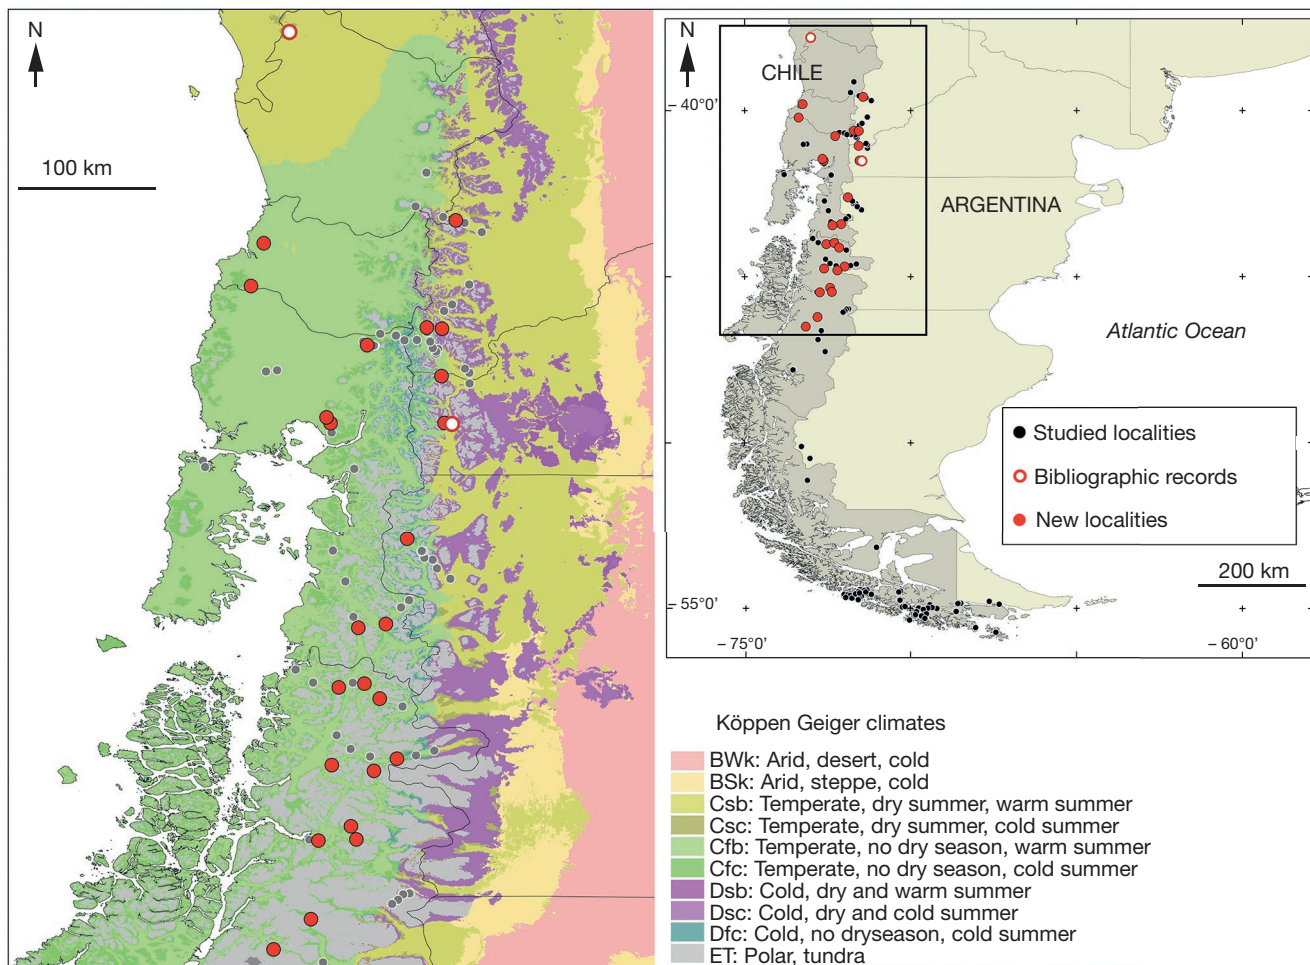 N
100 km
N
CHILE
– 40°0’
ARGENTINA
Atlantic Ocean
Studied localities
Bibliographic records
New localities
200 km
– 55°0’
– 75°0’
– 60°0’
Köppen Geiger climates
BWk: Arid, desert, cold
BSk: Arid, steppe, cold
Csb: Temperate, dry summer, warm summer
Csc: Temperate, dry summer, cold summer
Cfb: Temperate, no dry season, warm summer
Cfc: Temperate, no dry season, cold summer
Dsb: Cold, dry and warm summer
Dsc: Cold, dry and cold summer
Dfc: Cold, no dryseason, cold summer
ET: Polar, tundra